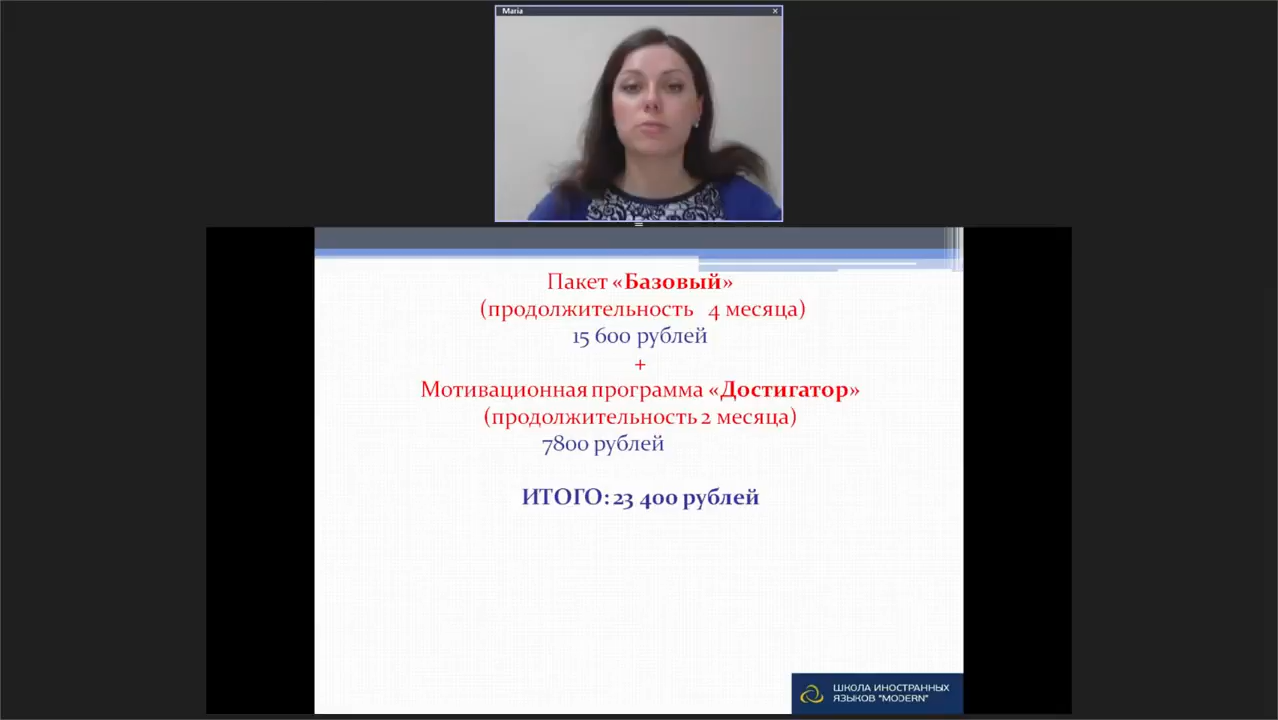 Maria
Пакет «Базовый»
(продолжительность 4 месяца)
15 600 рублей
+
Мотивационная программа «Достигатор»
(продолжительность 2 месяца)
7800 рублей
ИТОГО: 23 400 рублей
ШКОЛА ИНОСТРАННЫХ
ЯЗЫКОВ "MODERN"